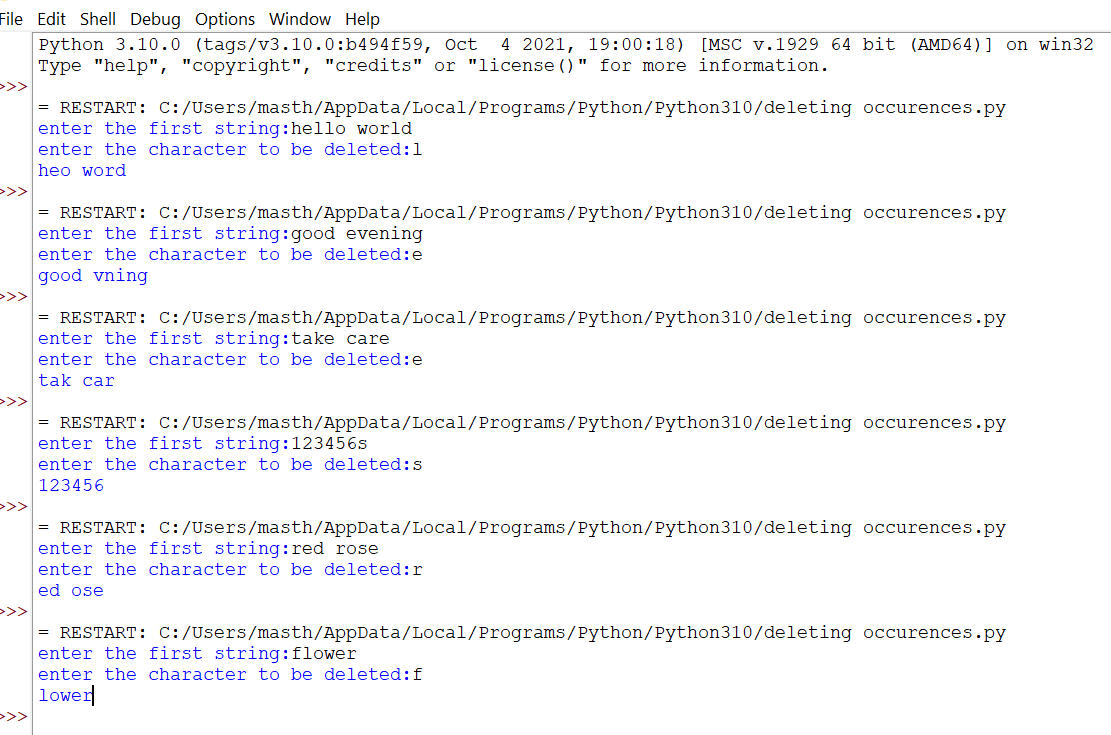 File Edit Shell Debug Options Window Help
Python 3.10.0 (tags/v3.10.0:b494f59, Oct  4 2021, 19:00:18) [MSC v.1929 64 bit (AMD64)] on win32
Type "help", "copyright", "credits" or "license()" for more information.
>>>
= RESTART: C:/Users/masth/AppData/Local/Programs/Python/Python310/deleting occurences.py
enter the first string:hello world
enter the character to be deleted:l
heo word
>>>
= RESTART: C:/Users/masth/AppData/Local/Programs/Python/Python310/deleting occurences.py
enter the first string:good evening
enter the character to be deleted:e
good vning
>>>
= RESTART: C:/Users/masth/AppData/Local/Programs/Python/Python310/deleting occurences.py
enter the first string:take care
enter the character to be deleted:e
tak car
>>>
= RESTART: C:/Users/masth/AppData/Local/Programs/Python/Python310/deleting occurences.py
enter the first string:123456s
enter the character to be deleted:s
123456
>>>
= RESTART: C:/Users/masth/AppData/Local/Programs/Python/Python310/deleting occurences.py
enter the first string:red rose
enter the character to be deleted:r
ed ose
>>>
= RESTART: C:/Users/masth/AppData/Local/Programs/Python/Python310/deleting occurences.py
enter the first string:flower
enter the character to be deleted:f
lower
>>>